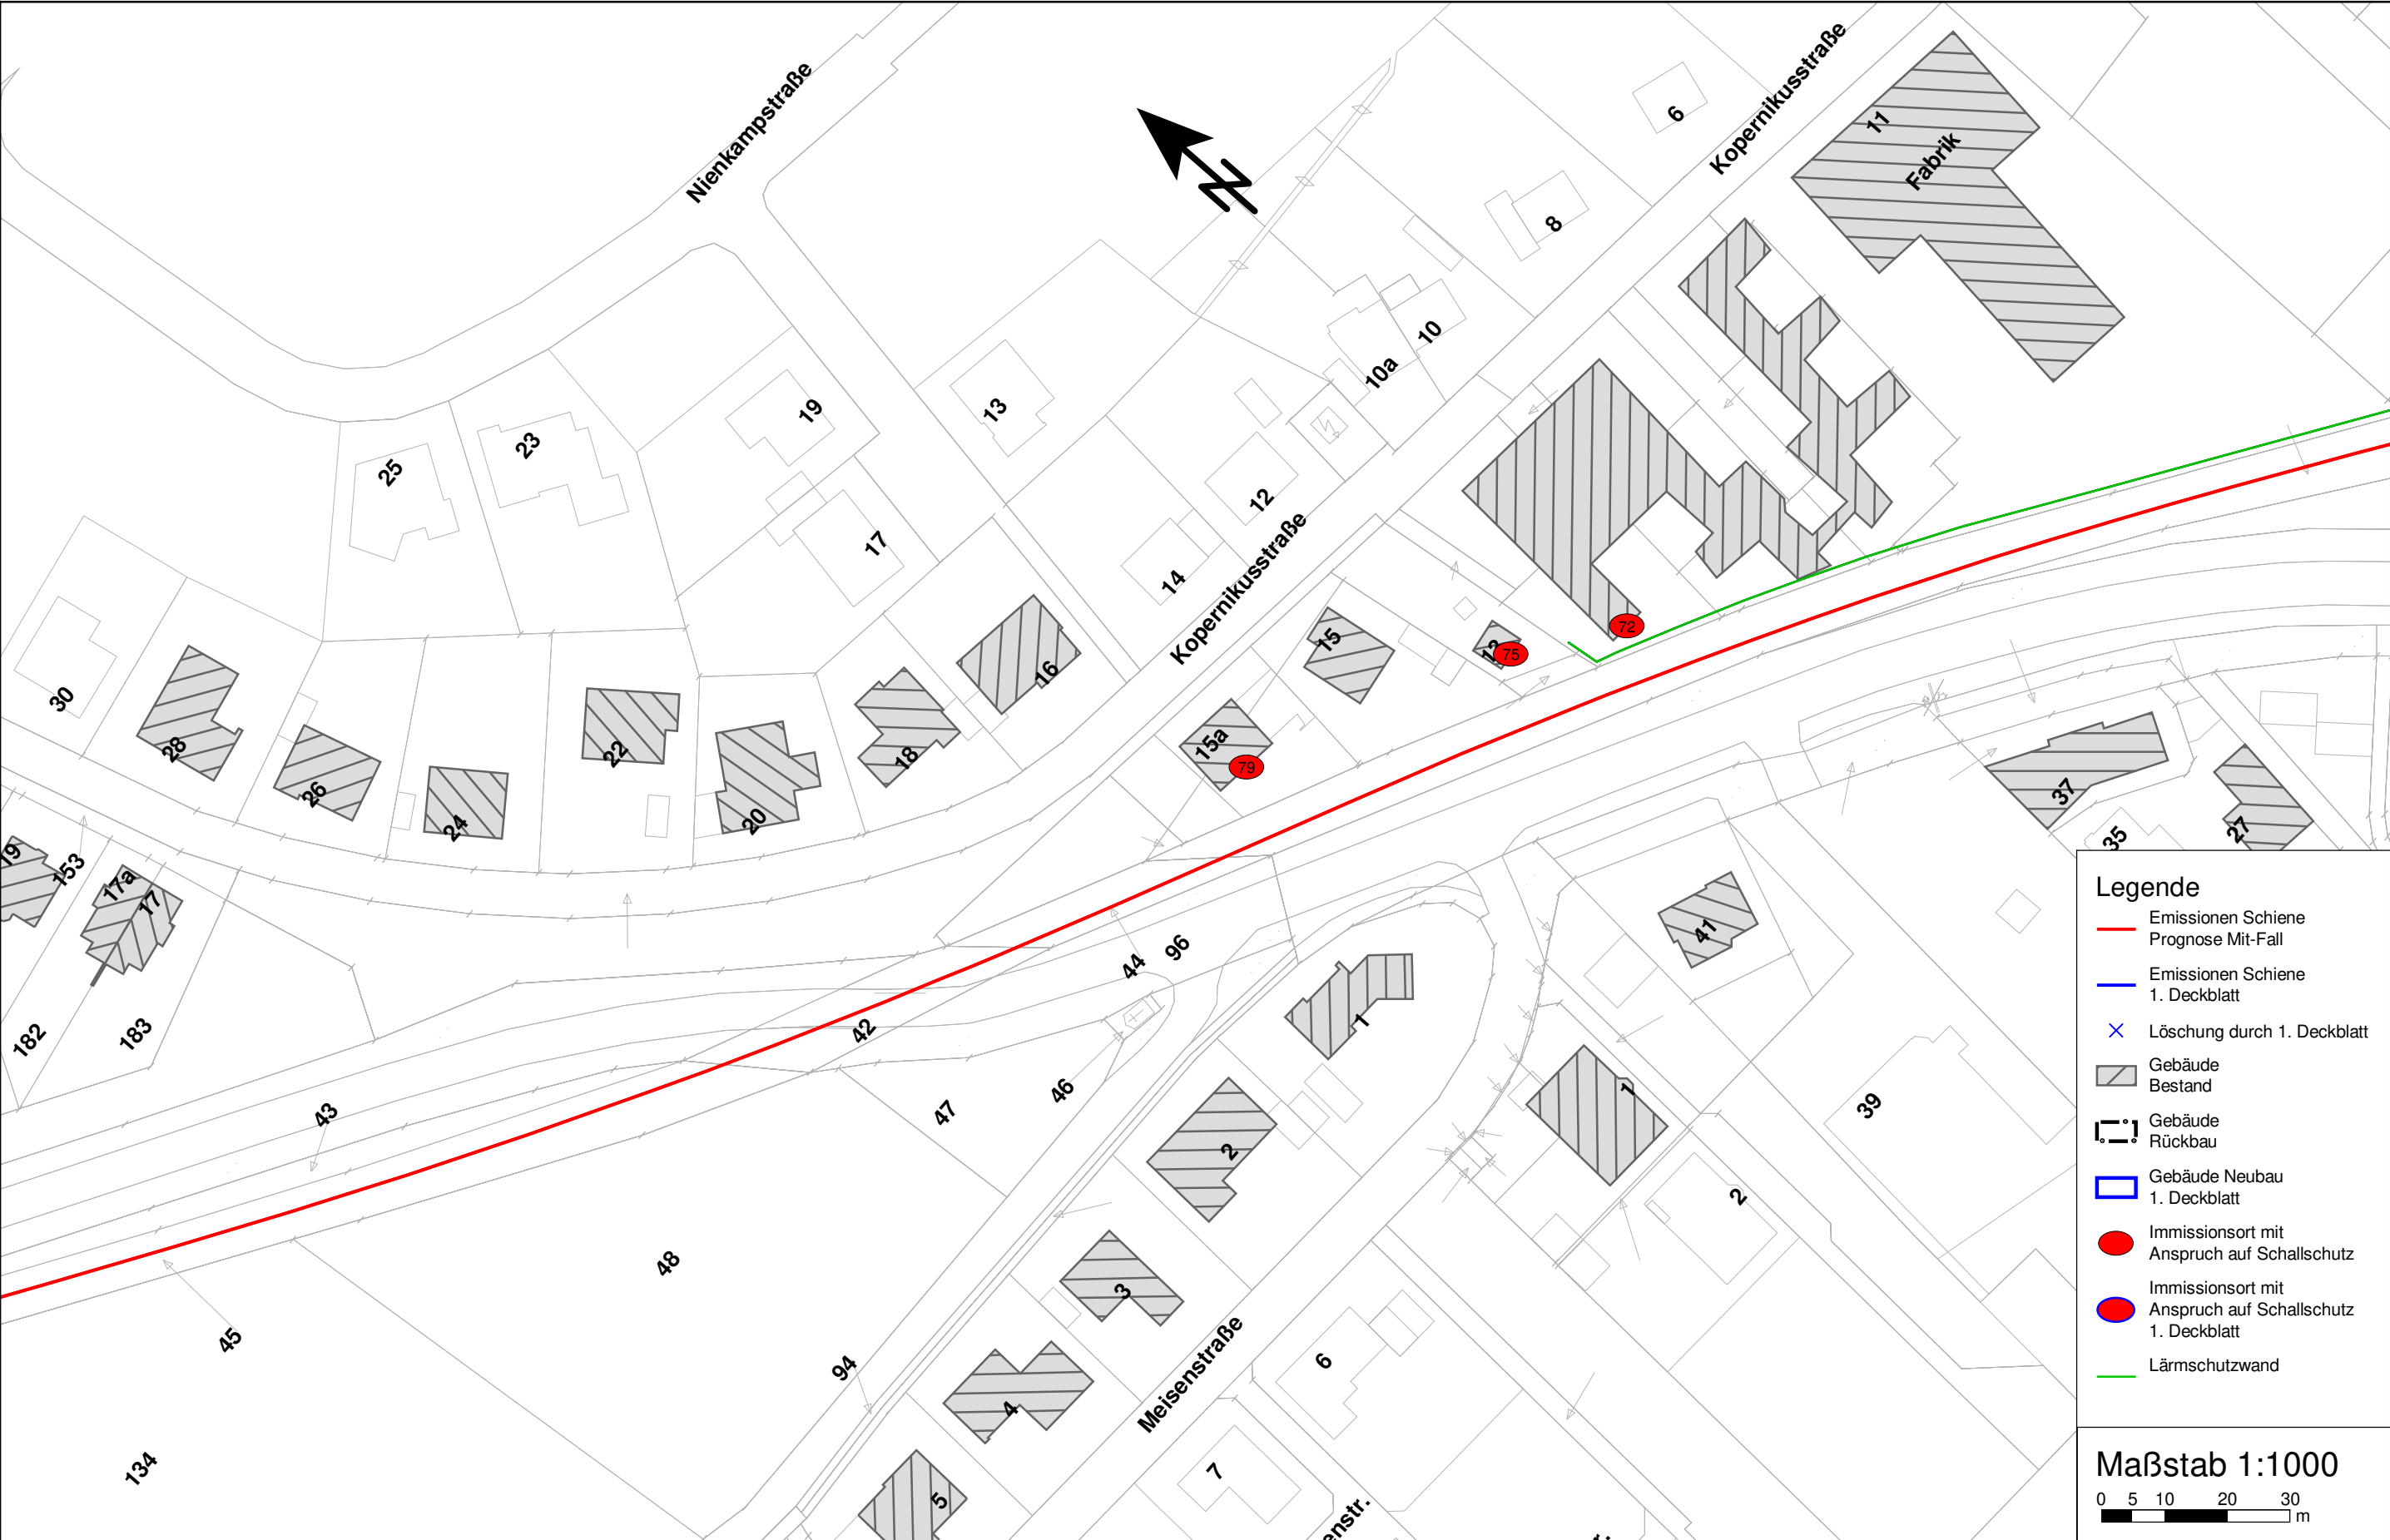 Nienkampstraße
Kopernikusstraße
6
11
Fabrik
8
10
10a
N
13
19
23
25
12
17
14
Kopernikusstraße
15
72
13
75
16
30
28
26
24
22
20
18
15a
79
37
27
35
19
153
17a
17
182
183
41
96
44
42
1
43
46
47
1
2
39
2
48
3
45
94
4
Meisenstraße
6
134
5
7
enstr.
r.
Legende
Emissionen Schiene
Prognose Mit-Fall
Emissionen Schiene
1. Deckblatt
Löschung durch 1. Deckblatt
Gebäude
Bestand
Gebäude
Rückbau
Gebäude Neubau
1. Deckblatt
Immissionsort mit
Anspruch auf Schallschutz
Immissionsort mit
Anspruch auf Schallschutz
1. Deckblatt
Lärmschutzwand
Maßstab 1:1000
0 5 10 20 30
m